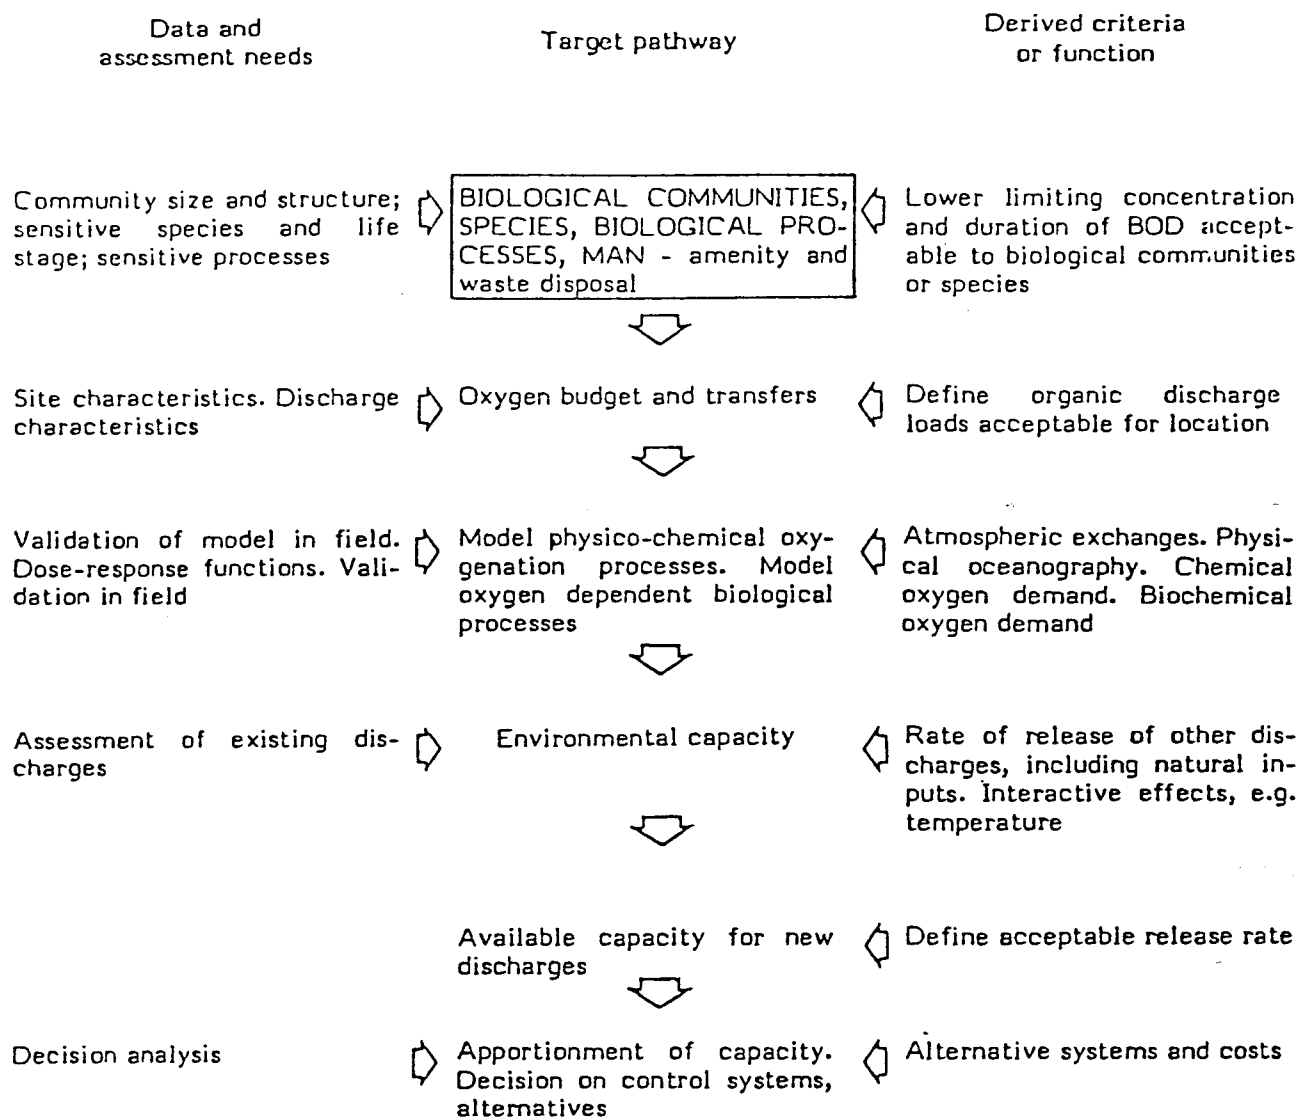 Data and
assessment needs
Target pathway
Derived criteria
or function
Community size and structure;
sensitive species and life
stage; sensitive processes
BIOLOGICAL COMMUNITIES,
SPECIES, BIOLOGICAL PRO-
CESSES, MAN - amenity and
waste disposal
Lower limiting concentration
and duration of BOD accept-
able to biological communities
or species
Site characteristics. Discharge
characteristics
Oxygen budget and transfers
Define organic discharge
loads acceptable for location
Validation of model in field.
Dose-response functions. Vali-
dation in field
Model physico-chemical oxy-
genation processes. Model
oxygen dependent biological
processes
Atmospheric exchanges. Physi-
cal oceanography. Chemical
oxygen demand. Biochemical
oxygen demand
Assessment of existing dis-
charges
Environmental capacity
Rate of release of other dis-
charges, including natural in-
puts. Interactive effects, e.g.
temperature
Available capacity for new
discharges
Define acceptable release rate
Decision analysis
Apportionment of capacity.
Decision on control systems,
alternatives
Alternative systems and costs